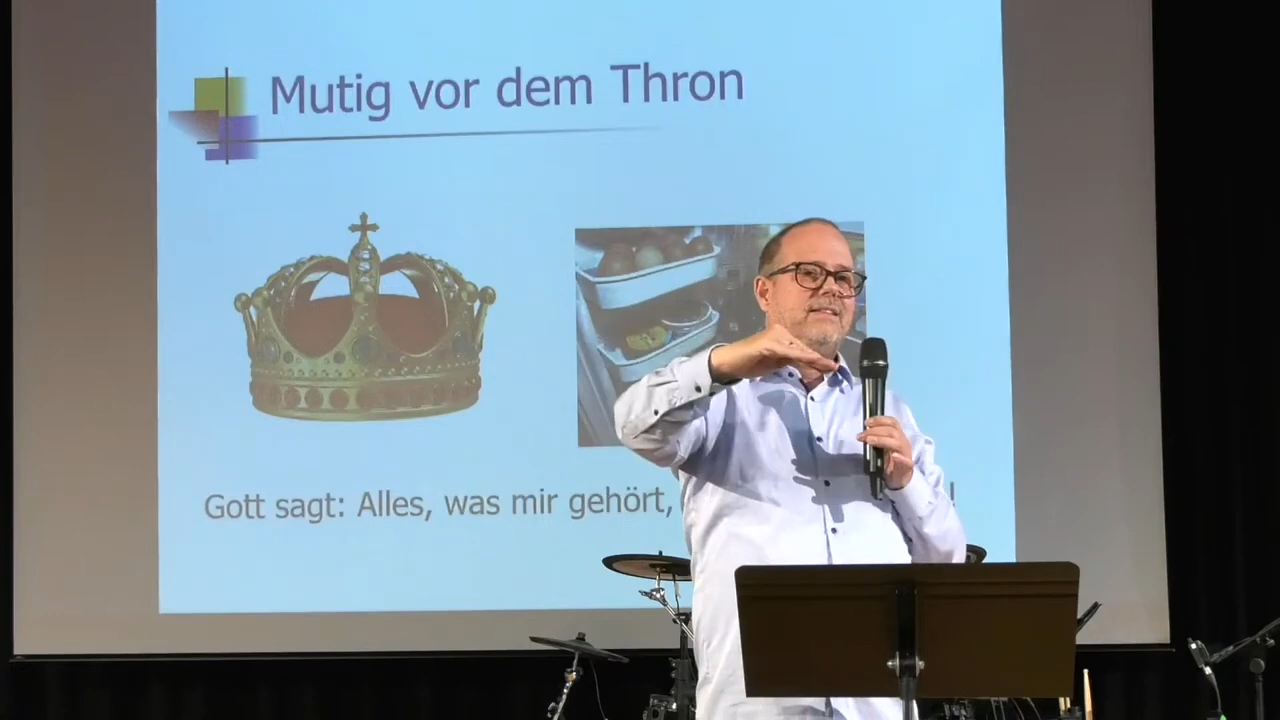 Mutig vor dem Thron
Gott sagt: Alles, was mir gehört, !